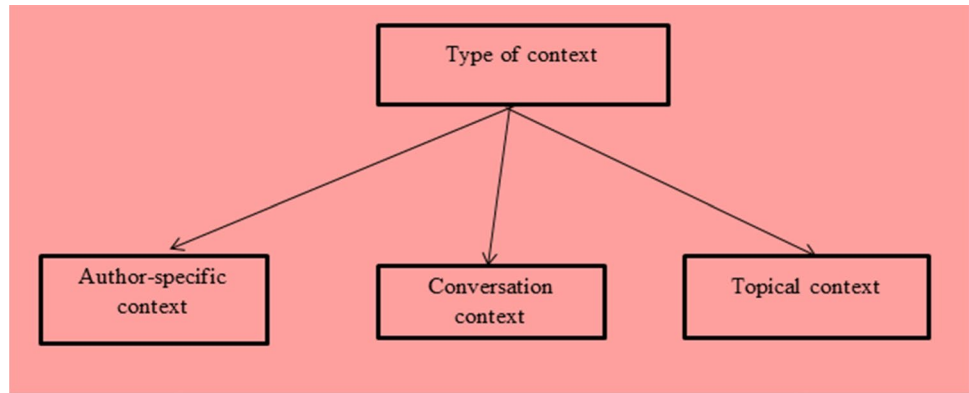 Type of context
Author-specific
context
Conversation
context
Topical context